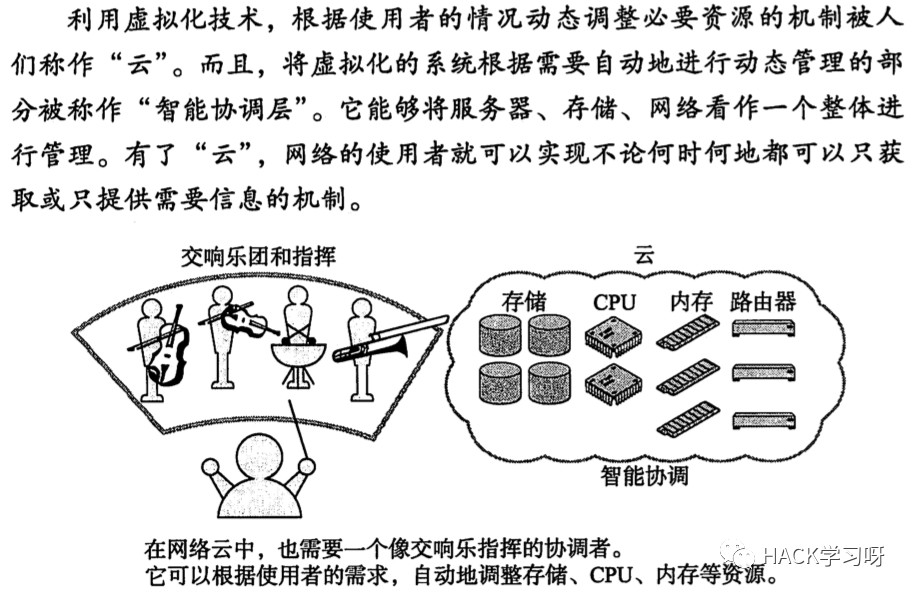 利用虚拟化技术，根据使用者的情况动态调整必要资源的机制被人
们称作“云”。而且，将虚拟化的系统根据需要自动地进行动态管理的部
分被称作“智能协调层”。它能够将服务器、存储、网络看作一个整体进
行管理。有了“云”，网络的使用者就可以实现不论何时何地都可以只获
取或只提供需要信息的机制。
交响乐团和指挥
云
存储 CPU 内存 路由器
智能协调
在网络云中，也需要一个像交响乐指挥的协调者。
它可以根据使用者的需求，自动地调整存储、CPU、内存等资源。
HACK学习呀